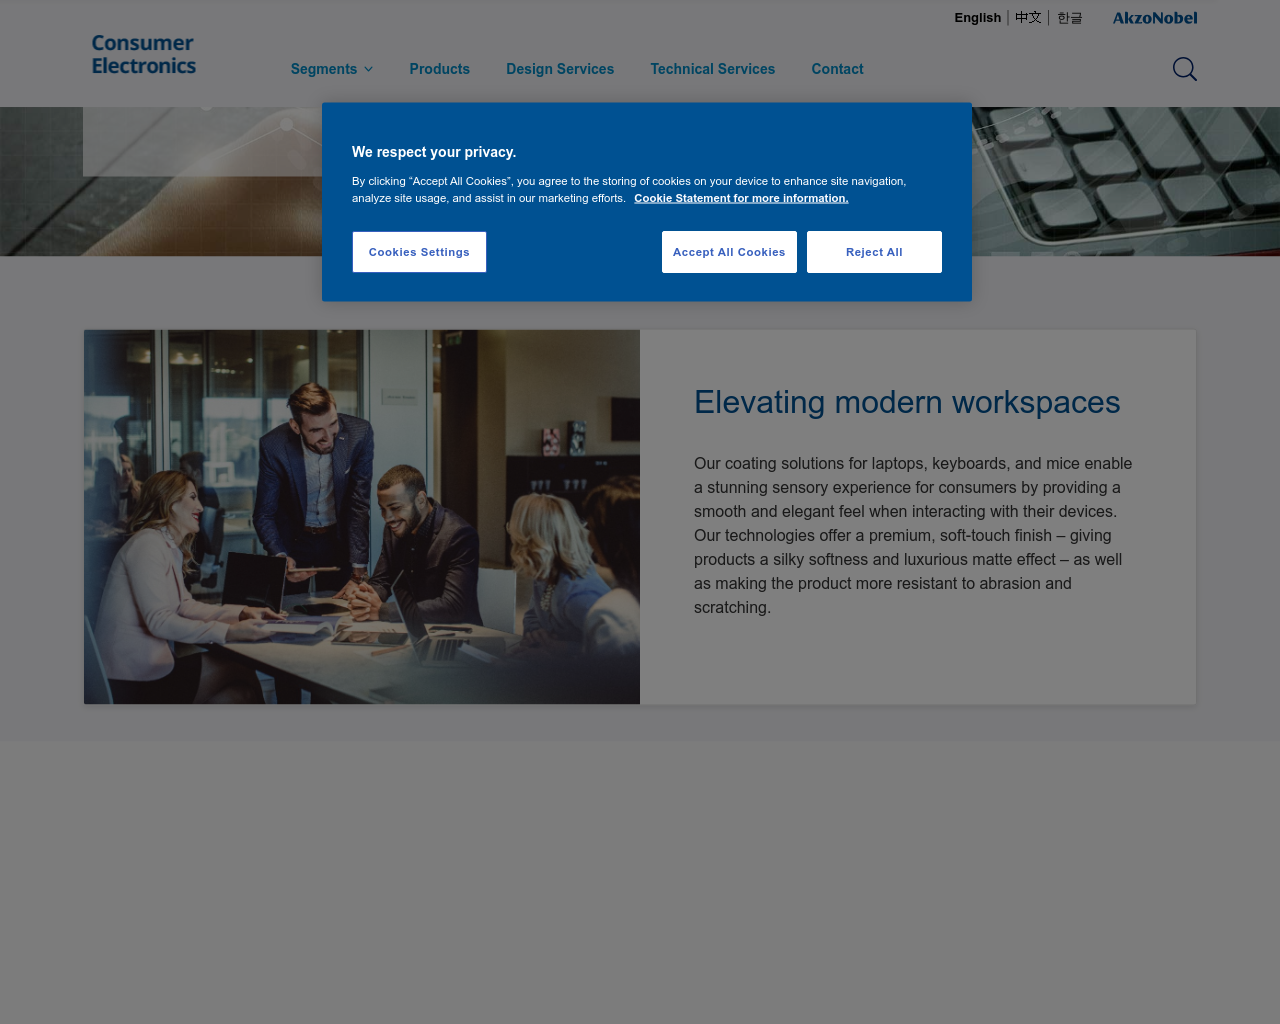 English | 中文 | 한글
AkzoNobel
Consumer
Electronics
Segments
Products
Design Services
Technical Services
Contact
We respect your privacy.
By clicking “Accept All Cookies”, you agree to the storing of cookies on your device to enhance site navigation,
analyze site usage, and assist in our marketing efforts. Cookie Statement for more information.
Cookies Settings
Accept All Cookies
Reject All
Elevating modern workspaces
Our coating solutions for laptops, keyboards, and mice enable
a stunning sensory experience for consumers by providing a
smooth and elegant feel when interacting with their devices.
Our technologies offer a premium, soft-touch finish – giving
products a silky softness and luxurious matte effect – as well
as making the product more resistant to abrasion and
scratching.